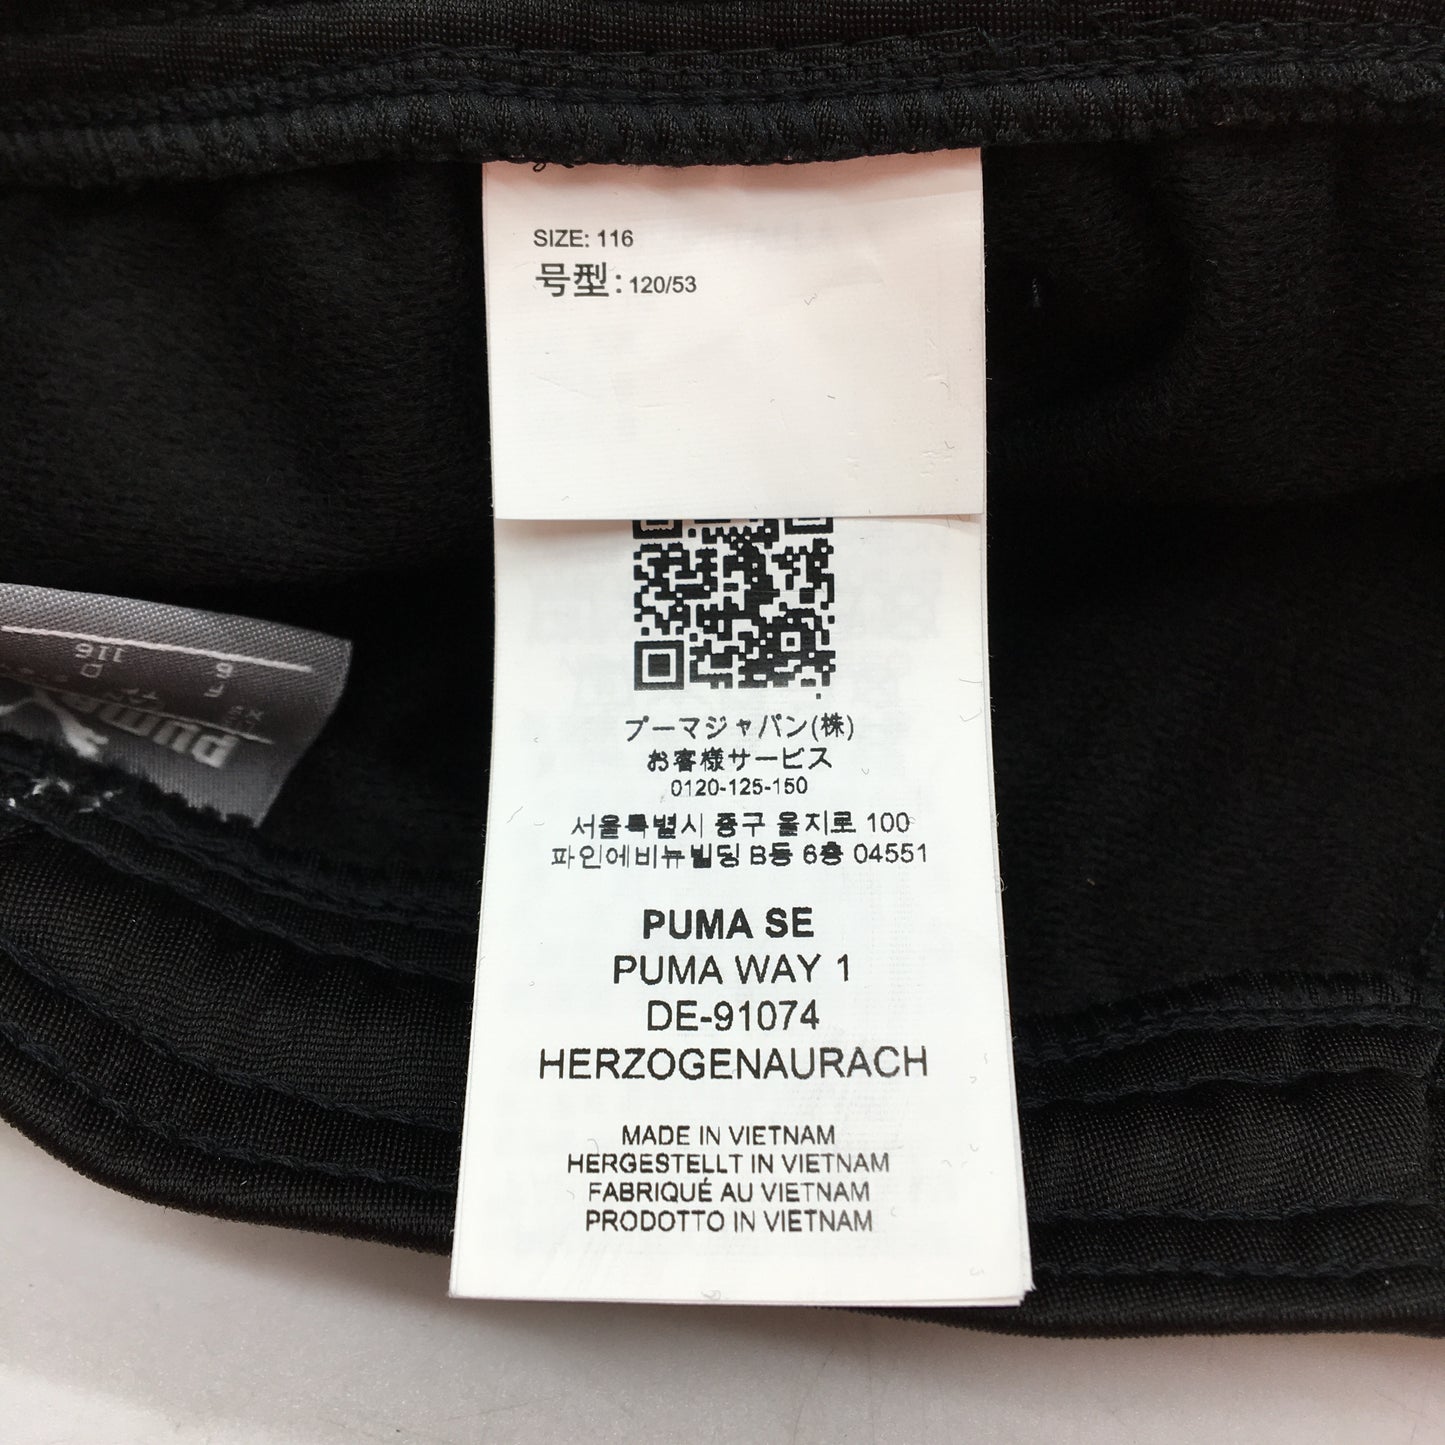 SIZE: 116
号型: 120/53
プーマジャパン(株)
お客様サービス
0120-125-150
서울특별시 중구 을지로 100
파인에비뉴빌딩 B동 6층 04551
PUMA SE
PUMA WAY 1
DE-91074
HERZOGENAURACH
MADE IN VIETNAM
HERGESTELLT IN VIETNAM
FABRIQUÉ AU VIETNAM
PRODOTTO IN VIETNAM
116
D
F
PUMA